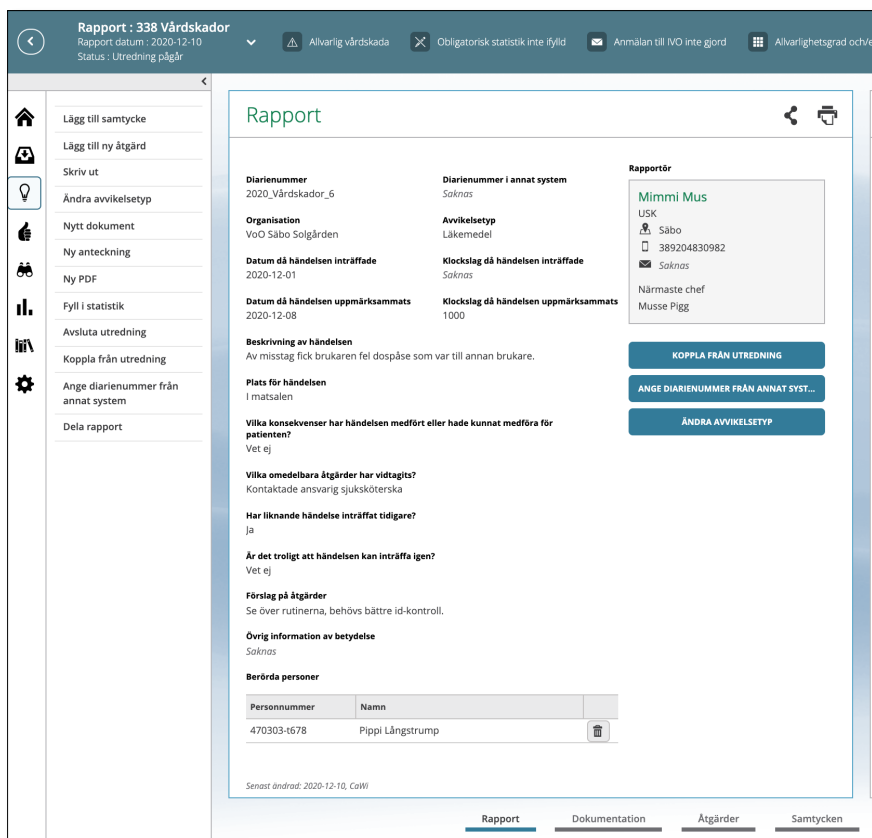 Rapport : 338 Vårdskador
Rapport datum : 2020-12-10
Status : Utredning pågår
Allvarlig vårdskada
Obligatorisk statistik inte ifylld
Anmälan till IVO inte gjord
Allvarlighetsgrad och/e
Lägg till samtycke
Lägg till ny åtgärd
Skriv ut
Ändra avvikelsetyp
Nytt dokument
Ny anteckning
Ny PDF
Fyll i statistik
Avsluta utredning
Koppla från utredning
Ange diarienummer från
annat system
Dela rapport
Rapport
Diarienummer
2020_Vårdskador_6
Diarienummer i annat system
Saknas
Organisation
VoO Säbo Solgården
Avvikelsetyp
Läkemedel
Datum då händelsen inträffade
2020-12-01
Klockslag då händelsen inträffade
Saknas
Datum då händelsen uppmärksammats
2020-12-08
Klockslag då händelsen uppmärksammats
1000
Beskrivning av händelsen
Av misstag fick brukaren fel dospåse som var till annan brukare.
Plats för händelsen
I matsalen
Vilka konsekvenser har händelsen medfört eller hade kunnat medföra för
patienten?
Vet ej
Vilka omedelbara åtgärder har vidtagits?
Kontaktade ansvarig sjuksköterska
Har liknande händelse inträffat tidigare?
Ja
Är det troligt att händelsen kan inträffa igen?
Vet ej
Förslag på åtgärder
Se över rutinerna, behövs bättre id-kontroll.
Övrig information av betydelse
Saknas
Berörda personer
Personnummer Namn
470303-t678 Pippi Långstrump
Senast ändrad: 2020-12-10, CaWi
Rapportör
Mimmi Mus
USK
Säbo
389204830982
Saknas
Närmaste chef
Musse Pigg
KOPPLA FRÅN UTREDNING
ANGE DIARIENUMMER FRÅN ANNAT SYST...
ÄNDRA AVVIKELSETYP
Rapport
Dokumentation
Åtgärder
Samtycken